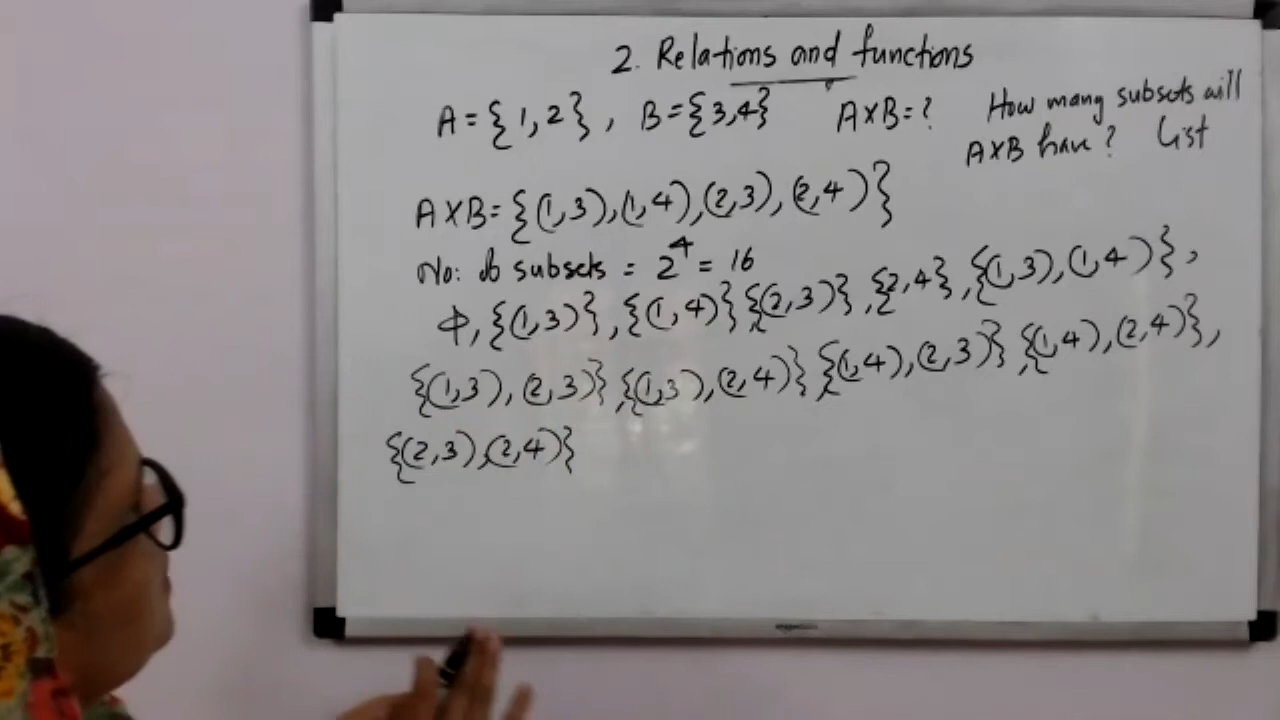 2. Relations and functions
A = {1,2}, B = {3,4} A×B = ? How many subsets will
A×B have? List
A×B = {(1,3),(1,4),(2,3),(2,4)}
No: of subsets = 2⁴ = 16
ϕ, {(1,3)}, {(1,4)}, {(2,3)}, {2,4}, {(1,3),(1,4)},
{(1,3),(2,3)}, {(1,3),(2,4)}, {(1,4),(2,3)}, {(1,4),(2,4)},
{(2,3),(2,4)}